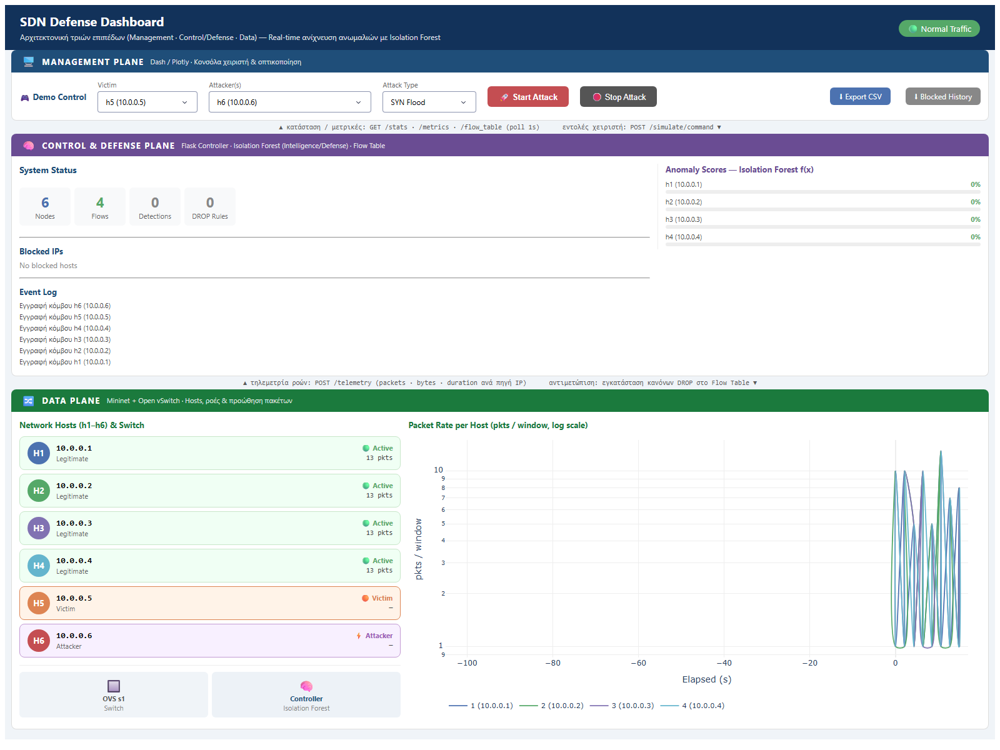 SDN Defense Dashboard
Αρχιτεκτονική τριών επιπέδων (Management · Control/Defense · Data) — Real-time ανίχνευση ανωμαλιών με Isolation Forest
Normal Traffic
MANAGEMENT PLANE Dash / Plotly · Κονσόλα χειριστή & οπτικοποίηση
Demo Control
Victim
h5 (10.0.0.5)
Attacker(s)
h6 (10.0.0.6)
Attack Type
SYN Flood
Start Attack
Stop Attack
⬇ Export CSV
⬇ Blocked History
▲ κατάσταση / μετρικές: GET /stats · /metrics · /flow_table (poll 1s) εντολές χειριστή: POST /simulate/command ▼
CONTROL & DEFENSE PLANE Flask Controller · Isolation Forest (Intelligence/Defense) · Flow Table
System Status
6
Nodes
4
Flows
0
Detections
0
DROP Rules
Blocked IPs
No blocked hosts
Event Log
Εγγραφή κόμβου h6 (10.0.0.6)
Εγγραφή κόμβου h5 (10.0.0.5)
Εγγραφή κόμβου h4 (10.0.0.4)
Εγγραφή κόμβου h3 (10.0.0.3)
Εγγραφή κόμβου h2 (10.0.0.2)
Εγγραφή κόμβου h1 (10.0.0.1)
Anomaly Scores — Isolation Forest f(x)
h1 (10.0.0.1) 0%
h2 (10.0.0.2) 0%
h3 (10.0.0.3) 0%
h4 (10.0.0.4) 0%
▲ τηλεμετρία ροών: POST /telemetry (packets · bytes · duration ανά πηγή IP) αντιμετώπιση: εγκατάσταση κανόνων DROP στο Flow Table ▼
DATA PLANE Mininet + Open vSwitch · Hosts, ροές & προώθηση πακέτων
Network Hosts (h1–h6) & Switch
H1
10.0.0.1
Legitimate
Active
13 pkts
H2
10.0.0.2
Legitimate
Active
13 pkts
H3
10.0.0.3
Legitimate
Active
13 pkts
H4
10.0.0.4
Legitimate
Active
13 pkts
H5
10.0.0.5
Victim
Victim
—
H6
10.0.0.6
Attacker
Attacker
—
OVS s1
Switch
Controller
Isolation Forest
Packet Rate per Host (pkts / window, log scale)
pkts / window
10
9
8
7
6
5
4
3
2
1
9
−100 −80 −60 −40 −20 0
Elapsed (s)
1 (10.0.0.1) 2 (10.0.0.2) 3 (10.0.0.3) 4 (10.0.0.4)